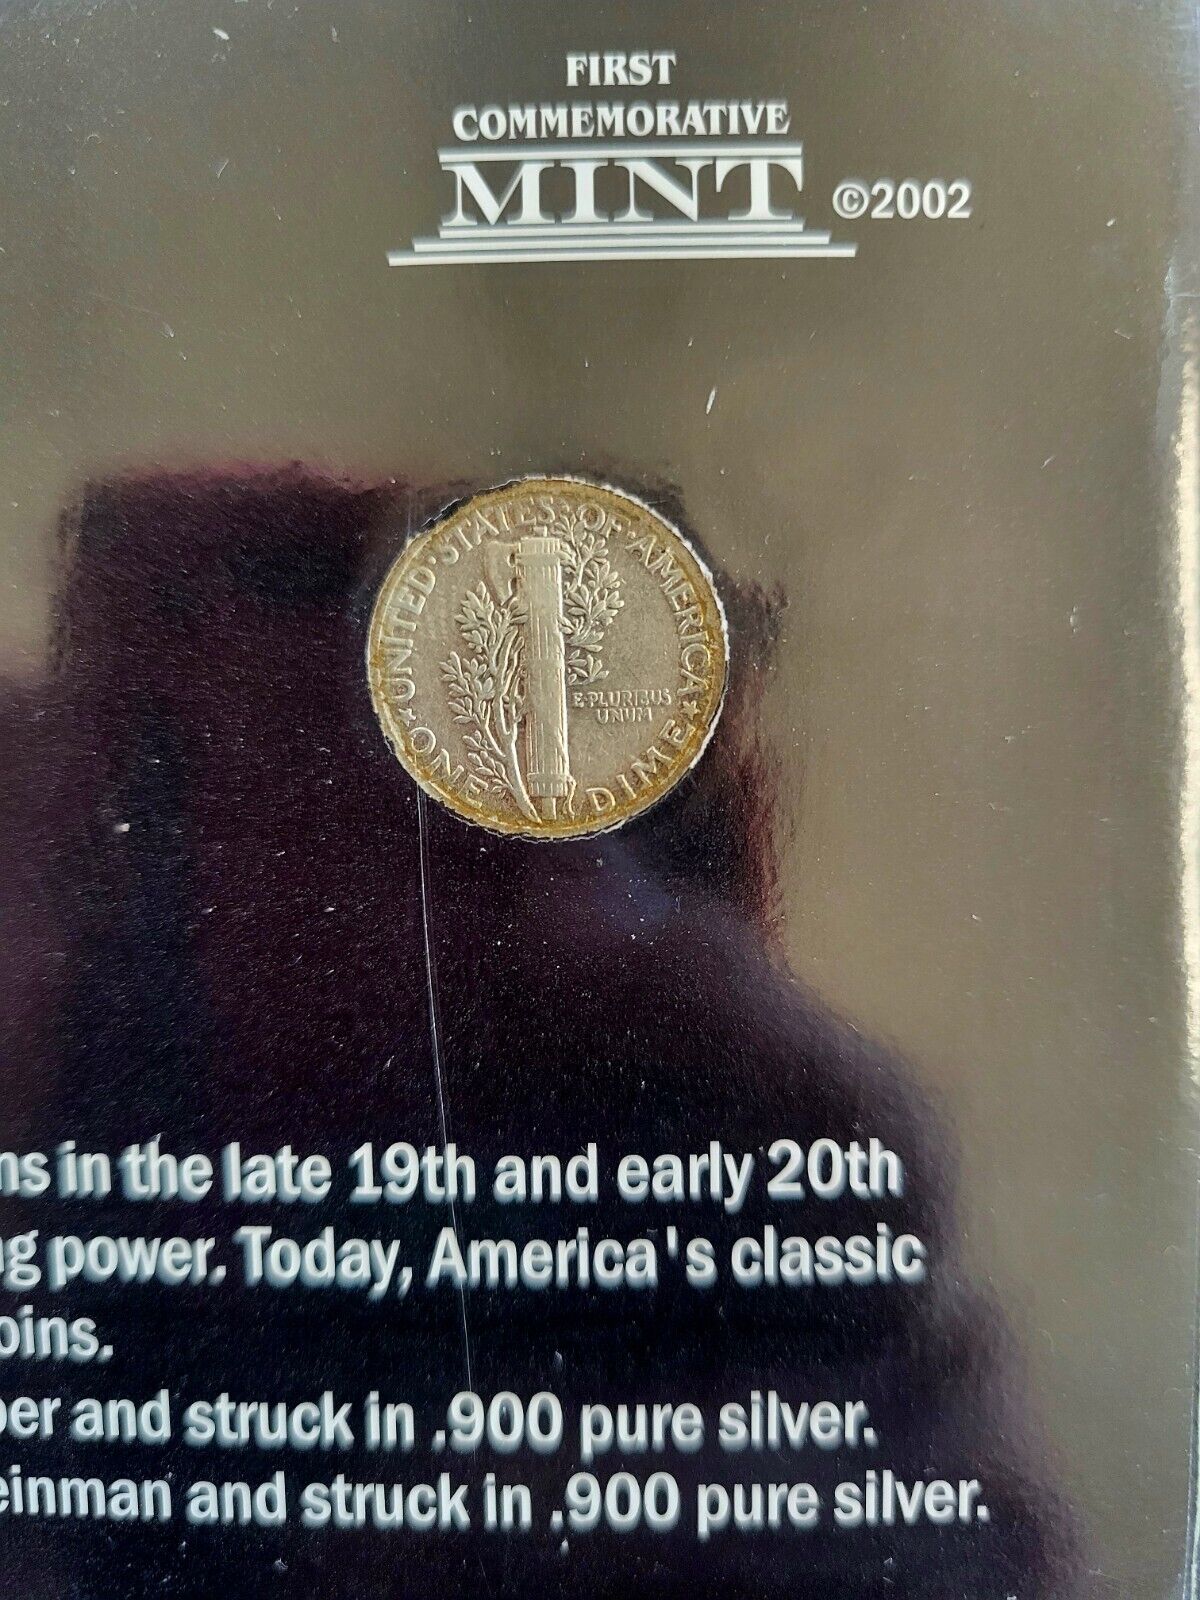 FIRST
COMMEMORATIVE
MINT ©2002
UNITED·STATES·OF·AMERICA
E·PLURIBUS
UNUM
★ ONE DIME ★
ns in the late 19th and early 20th
ng power. Today, America's classic
oins.
per and struck in .900 pure silver.
einman and struck in .900 pure silver.